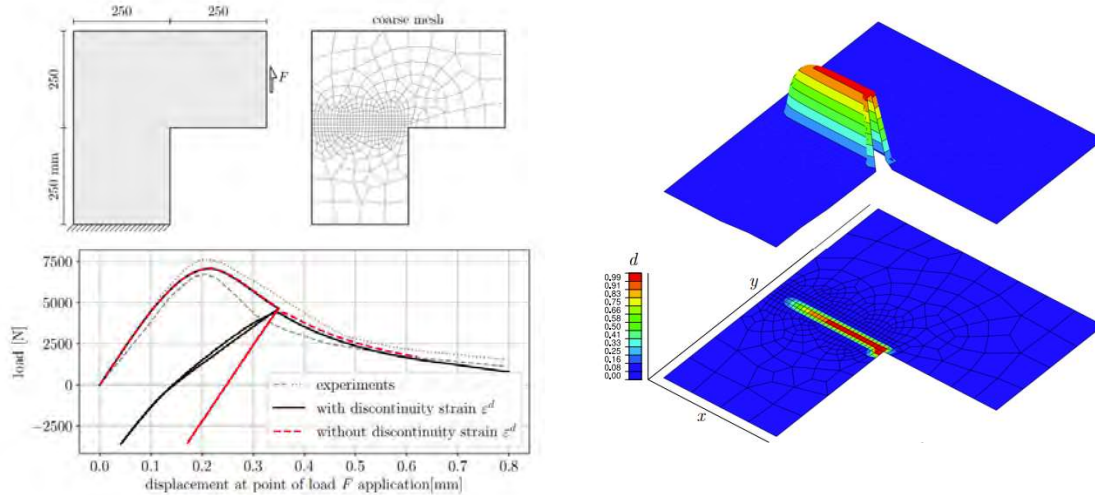 250 250
coarse mesh
250
F
250 mm
7500
5000
2500
0
−2500
load [N]
experiments
with discontinuity strain εᵈ
without discontinuity strain εᵈ
0.0 0.1 0.2 0.3 0.4 0.5 0.6 0.7 0.8
displacement at point of load F application[mm]
d
0.99
0.91
0.83
0.75
0.66
0.58
0.50
0.41
0.33
0.25
0.16
0.08
0.00
y
x